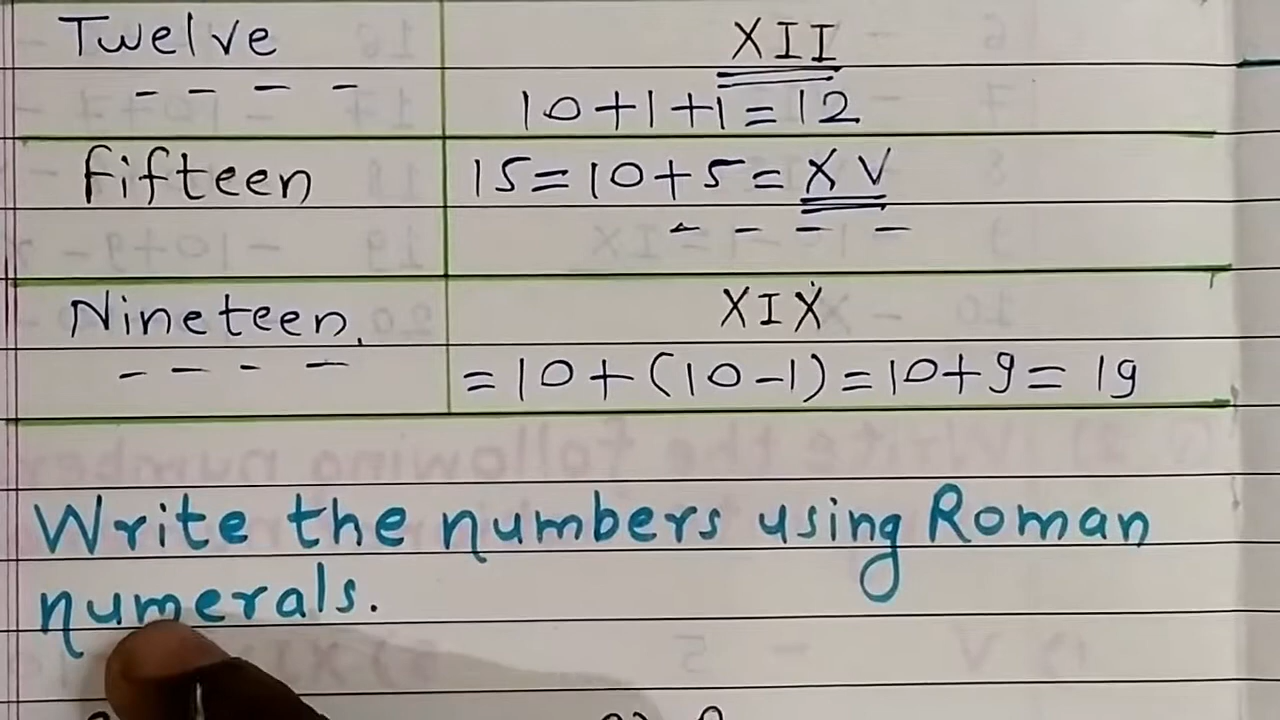 Twelve XII
10+1+1=12
Fifteen 15=10+5=XV
Nineteen. XIX
=10+(10-1)=10+9=19
Write the numbers using Roman
numerals.